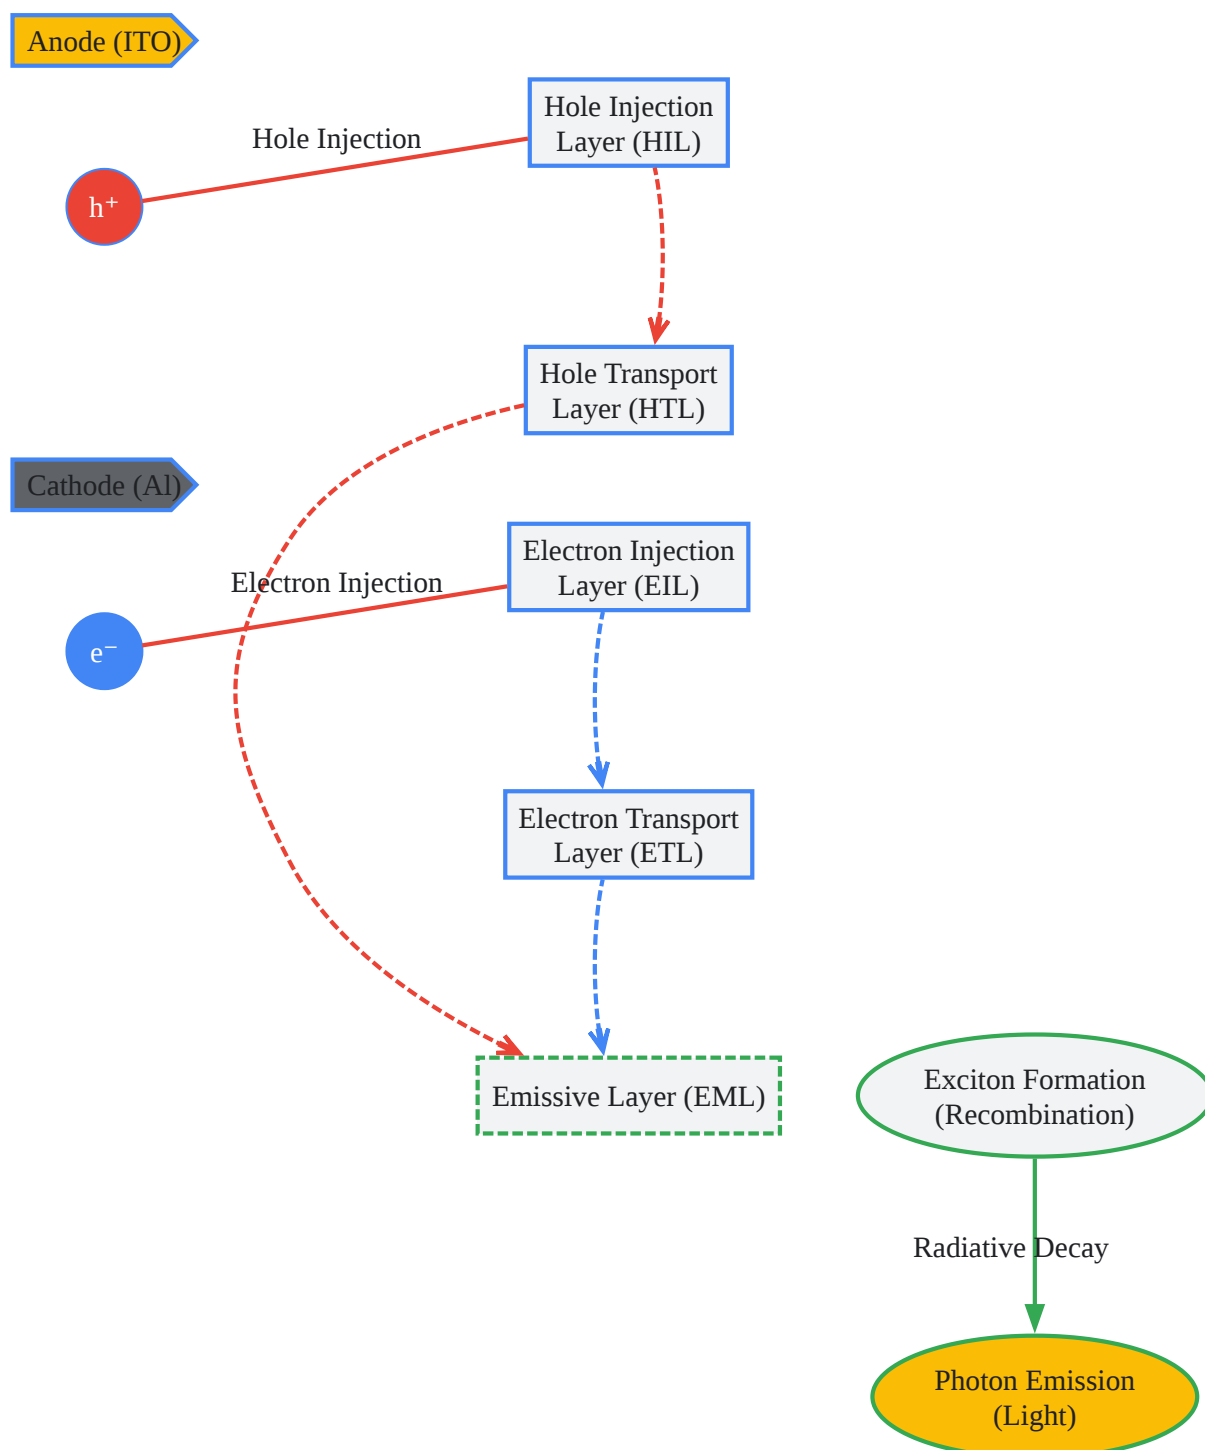 Anode (ITO)
Hole Injection
Layer (HIL)
Hole Injection
h⁺
Hole Transport
Layer (HTL)
Cathode (Al)
Electron Injection
Layer (EIL)
Electron Injection
e⁻
Electron Transport
Layer (ETL)
Emissive Layer (EML)
Exciton Formation
(Recombination)
Radiative Decay
Photon Emission
(Light)